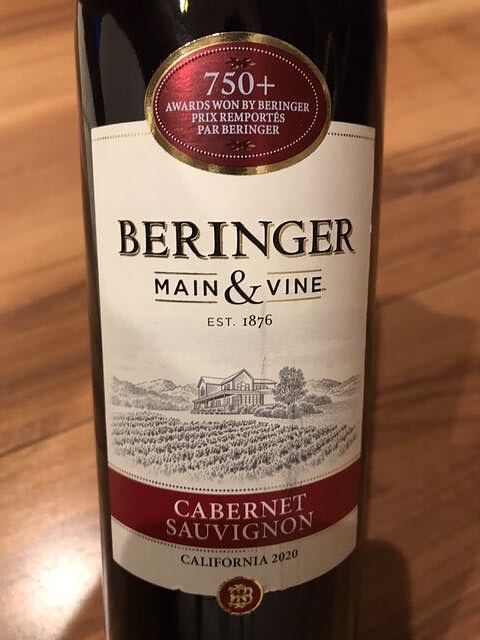 750+
AWARDS WON BY BERINGER
PRIX REMPORTÉS
PAR BERINGER
BERINGER
MAIN & VINE
EST. 1876
CABERNET
SAUVIGNON
CALIFORNIA 2020